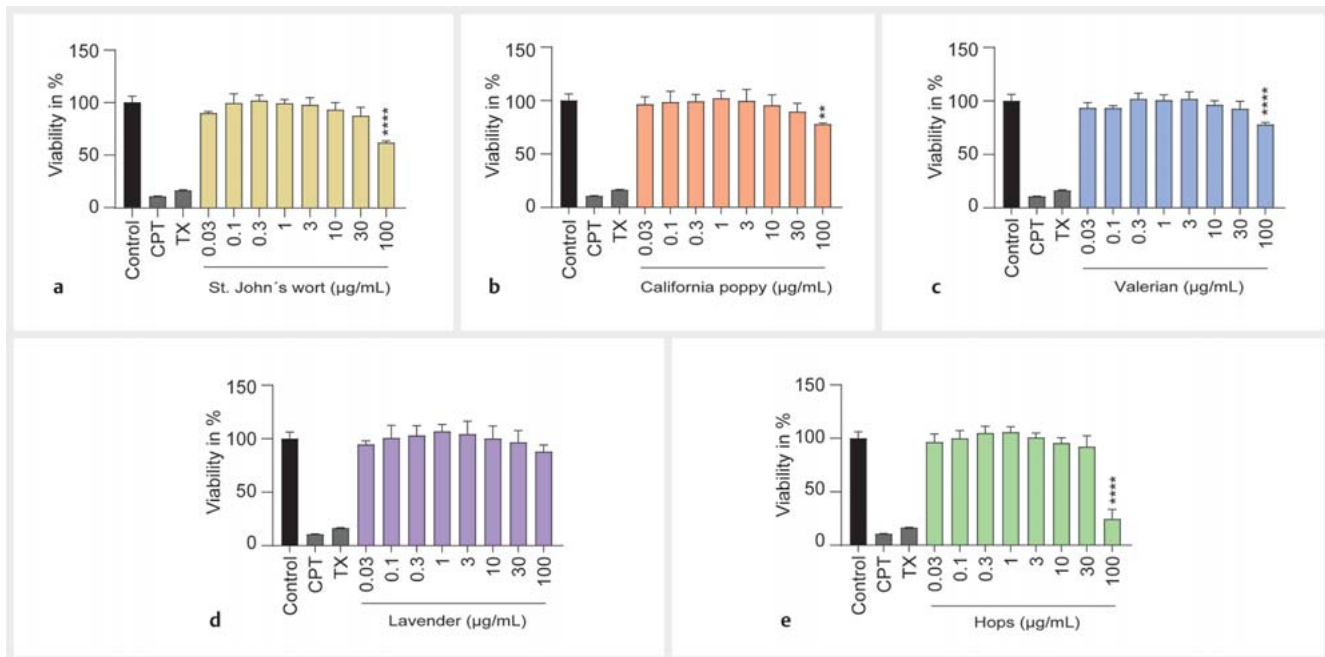 150
100
50
0
Viability in %
****
Control
CPT
TX
0.03
0.1
0.3
1
3
10
30
100
St. John´s wort (µg/mL)
a
150
100
50
0
Viability in %
**
Control
CPT
TX
0.03
0.1
0.3
1
3
10
30
100
California poppy (µg/mL)
b
150
100
50
0
Viability in %
****
Control
CPT
TX
0.03
0.1
0.3
1
3
10
30
100
Valerian (µg/mL)
c
150
100
50
0
Viability in %
Control
CPT
TX
0.03
0.1
0.3
1
3
10
30
100
Lavender (µg/mL)
d
150
100
50
0
Viability in %
****
Control
CPT
TX
0.03
0.1
0.3
1
3
10
30
100
Hops (µg/mL)
e